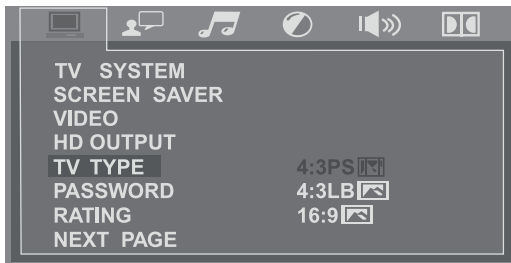 TV SYSTEM
SCREEN SAVER
VIDEO
HD OUTPUT
TV TYPE 4:3PS
PASSWORD 4:3LB
RATING 16:9
NEXT PAGE